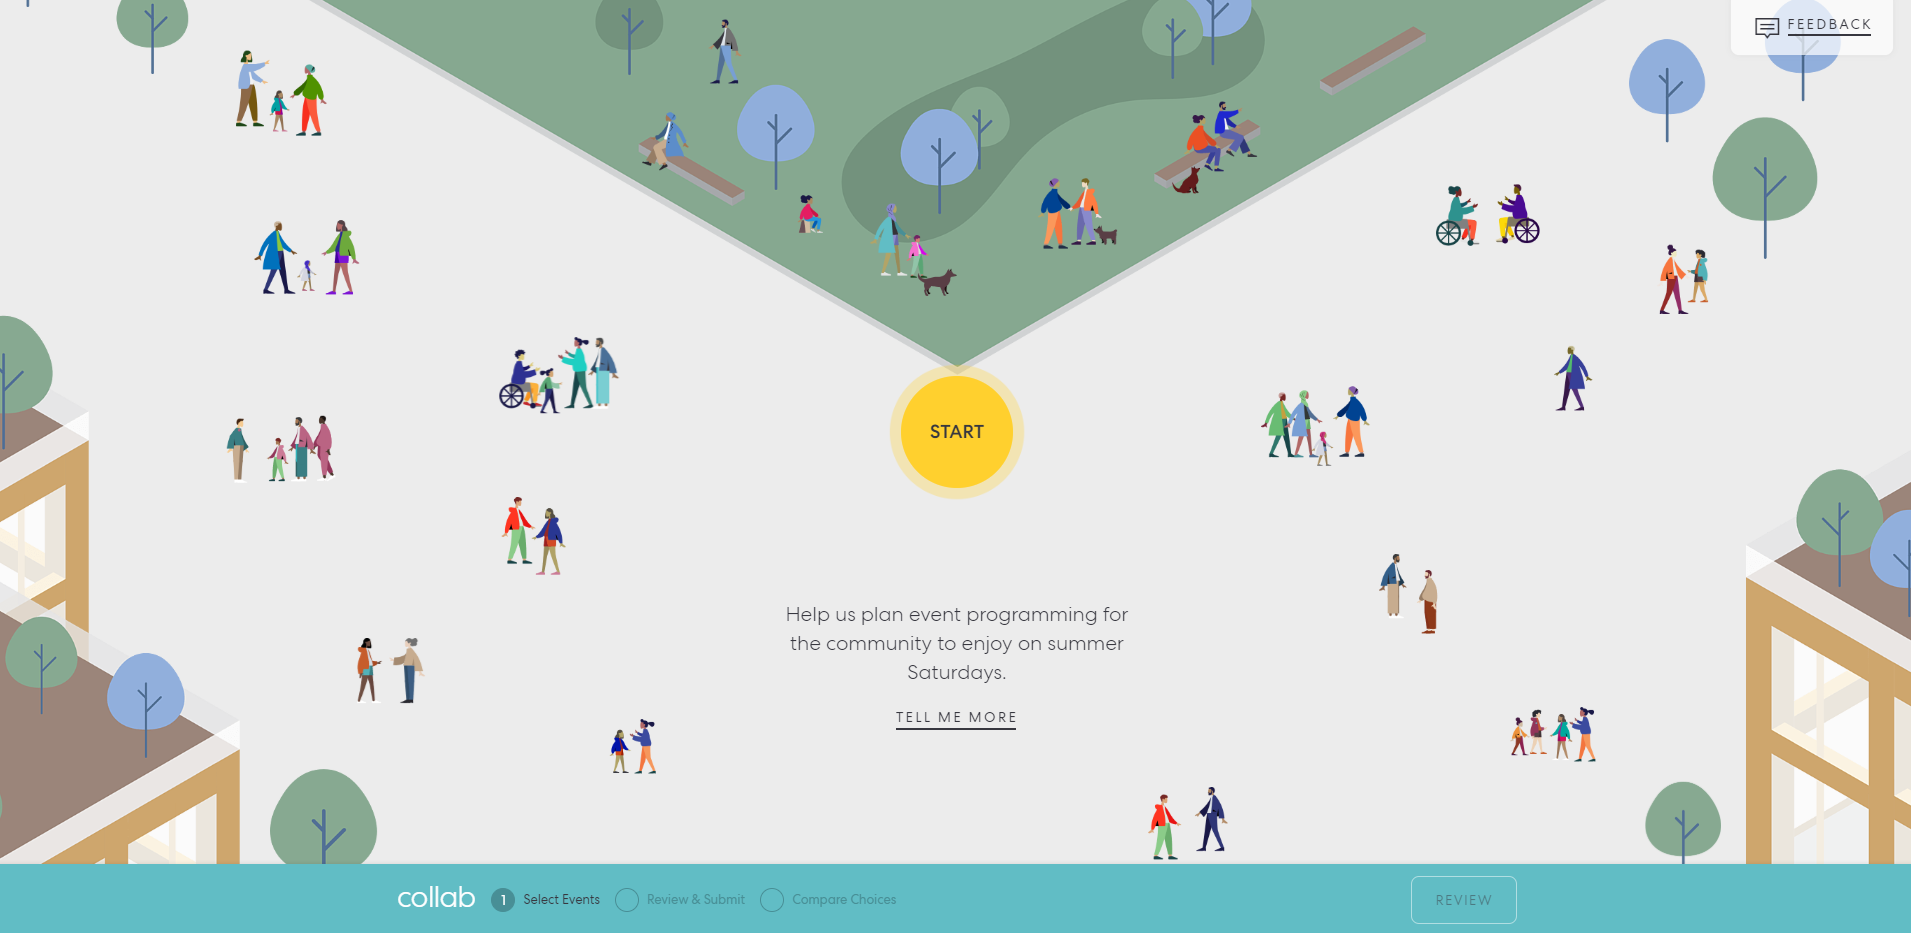 FEEDBACK
START
Help us plan event programming for
the community to enjoy on summer
Saturdays.
TELL ME MORE
collab 1 Select Events Review & Submit Compare Choices REVIEW